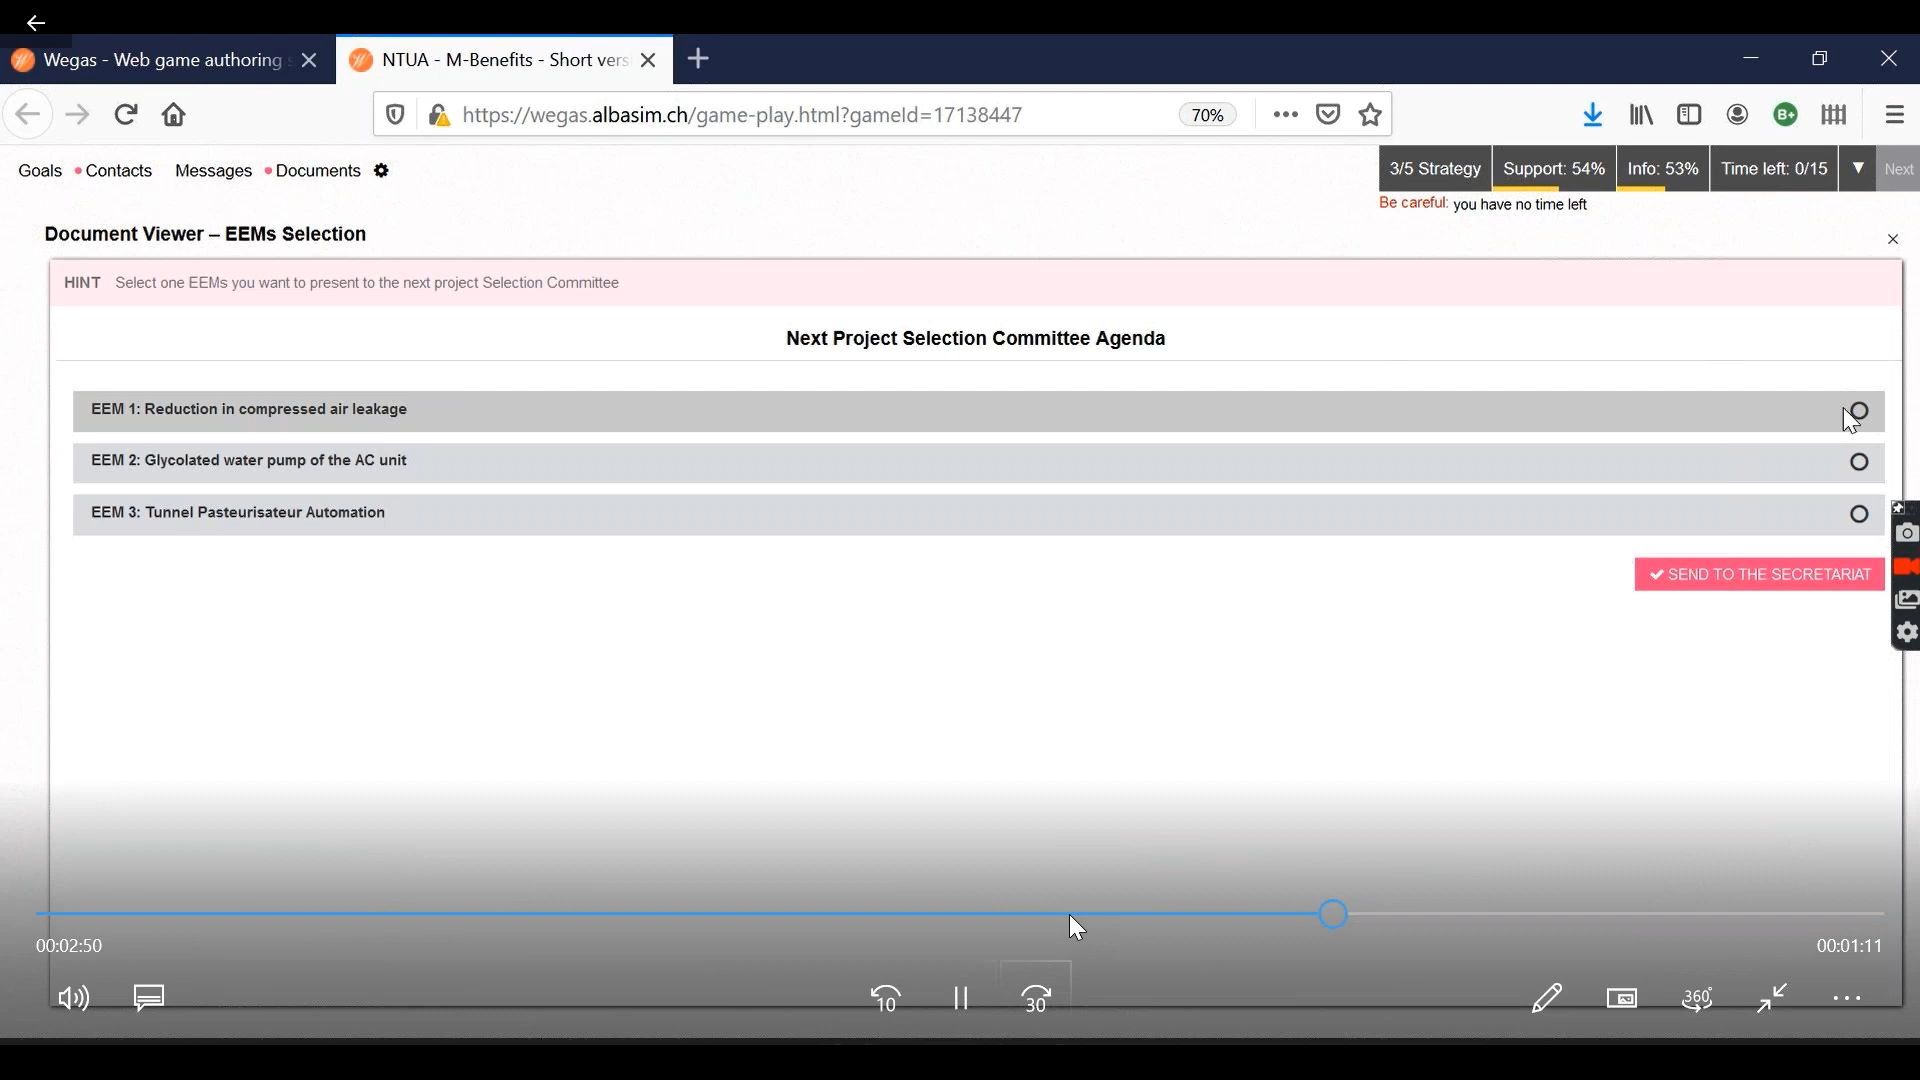 Wegas - Web game authoring s
NTUA - M-Benefits - Short vers
https://wegas.albasim.ch/game-play.html?gameId=17138447
70%
B+
Goals Contacts Messages Documents
3/5 Strategy Support: 54% Info: 53% Time left: 0/15 Next
Be careful: you have no time left
Document Viewer – EEMs Selection
HINT Select one EEMs you want to present to the next project Selection Committee
Next Project Selection Committee Agenda
EEM 1: Reduction in compressed air leakage
EEM 2: Glycolated water pump of the AC unit
EEM 3: Tunnel Pasteurisateur Automation
SEND TO THE SECRETARIAT
00:02:50
00:01:11
10
30
360°